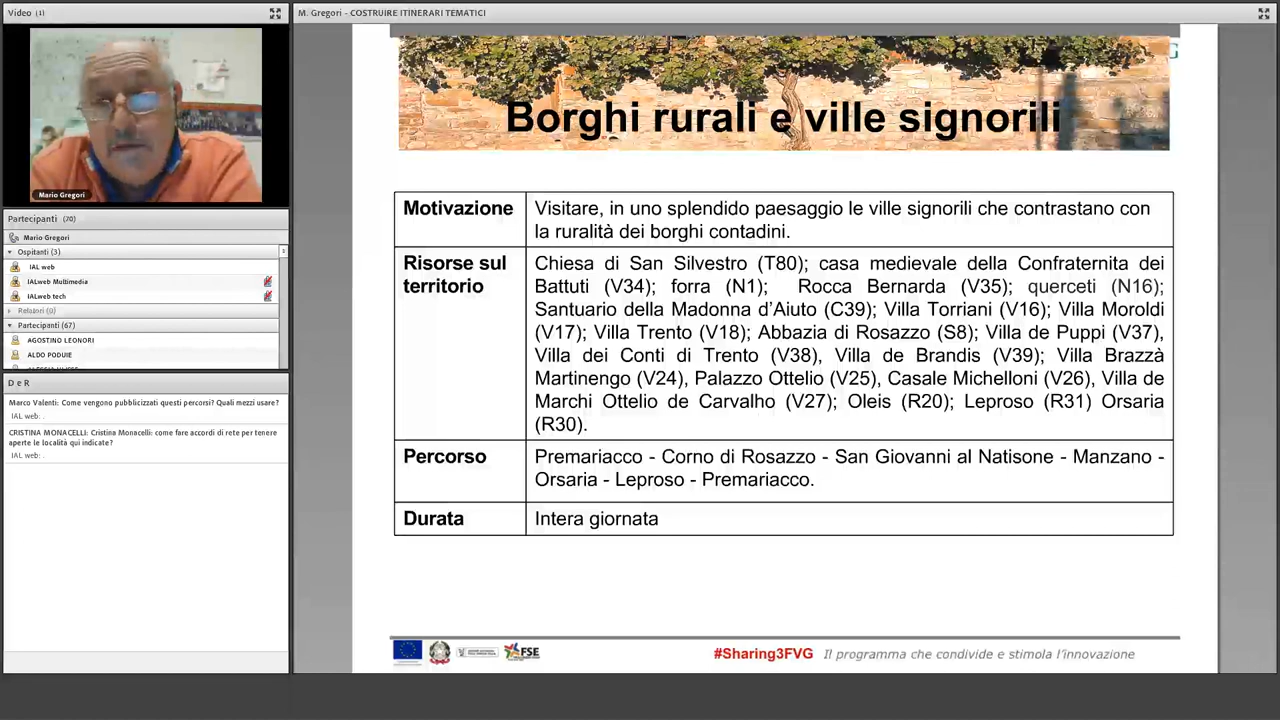 Video (1)
M. Gregori - COSTRUIRE ITINERARI TEMATICI
Mario Gregori
Partecipanti (70)
Mario Gregori
Ospitanti (3)
IAL web
IALweb Multimedia
IALweb tech
Relatori (0)
Partecipanti (67)
AGOSTINO LEONORI
ALDO PODUIE
D e R
Marco Valenti: Come vengono pubblicizzati questi percorsi? Quali mezzi usare?
IAL web: .
CRISTINA MONACELLI: Cristina Monacelli: come fare accordi di rete per tenere
aperte le località qui indicate?
IAL web: .
Borghi rurali e ville signorili
Motivazione
Visitare, in uno splendido paesaggio le ville signorili che contrastano con
la ruralità dei borghi contadini.
Risorse sul
territorio
Chiesa di San Silvestro (T80); casa medievale della Confraternita dei
Battuti (V34); forra (N1); Rocca Bernarda (V35); querceti (N16);
Santuario della Madonna d'Aiuto (C39); Villa Torriani (V16); Villa Moroldi
(V17); Villa Trento (V18); Abbazia di Rosazzo (S8); Villa de Puppi (V37),
Villa dei Conti di Trento (V38), Villa de Brandis (V39); Villa Brazzà
Martinengo (V24), Palazzo Ottelio (V25), Casale Michelloni (V26), Villa de
Marchi Ottelio de Carvalho (V27); Oleis (R20); Leproso (R31) Orsaria
(R30).
Percorso
Premariacco - Corno di Rosazzo - San Giovanni al Natisone - Manzano -
Orsaria - Leproso - Premariacco.
Durata
Intera giornata
FSE
#Sharing3FVG Il programma che condivide e stimola l'innovazione